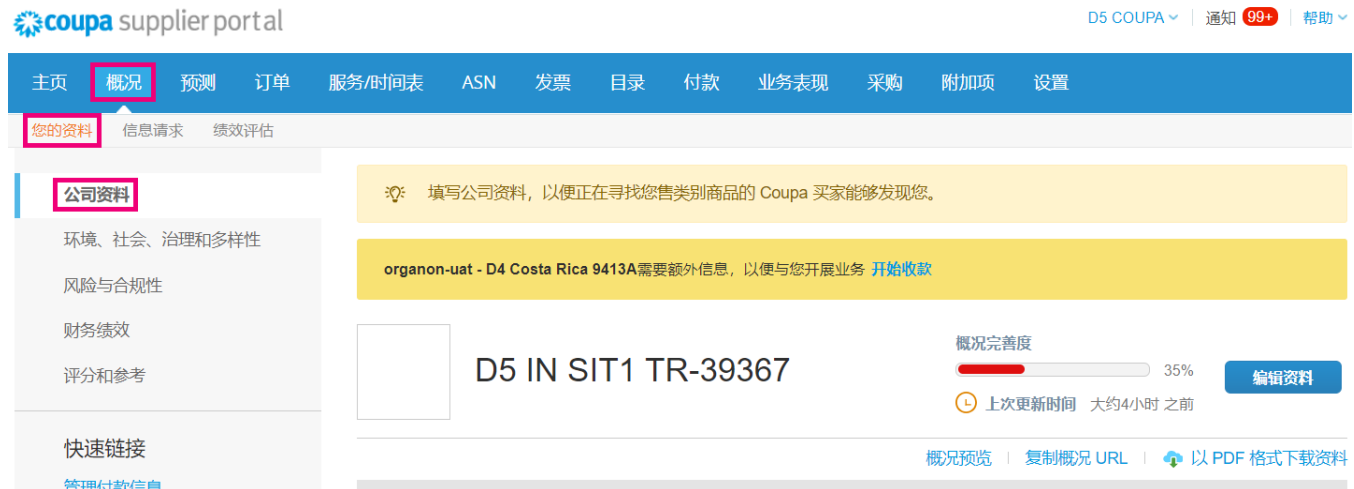 coupa supplier portal
D5 COUPA 通知 99+ 帮助
主页 概况 预测 订单 服务/时间表 ASN 发票 目录 付款 业务表现 采购 附加项 设置
您的资料 信息请求 绩效评估
公司资料
环境、社会、治理和多样性
风险与合规性
财务绩效
评分和参考
快速链接
管理付款信息
填写公司资料，以便正在寻找您售类别商品的 Coupa 买家能够发现您。
organon-uat - D4 Costa Rica 9413A需要额外信息，以便与您开展业务 开始收款
D5 IN SIT1 TR-39367
概况完善度
35%
上次更新时间 大约4小时 之前
编辑资料
概况预览 复制概况 URL 以 PDF 格式下载资料